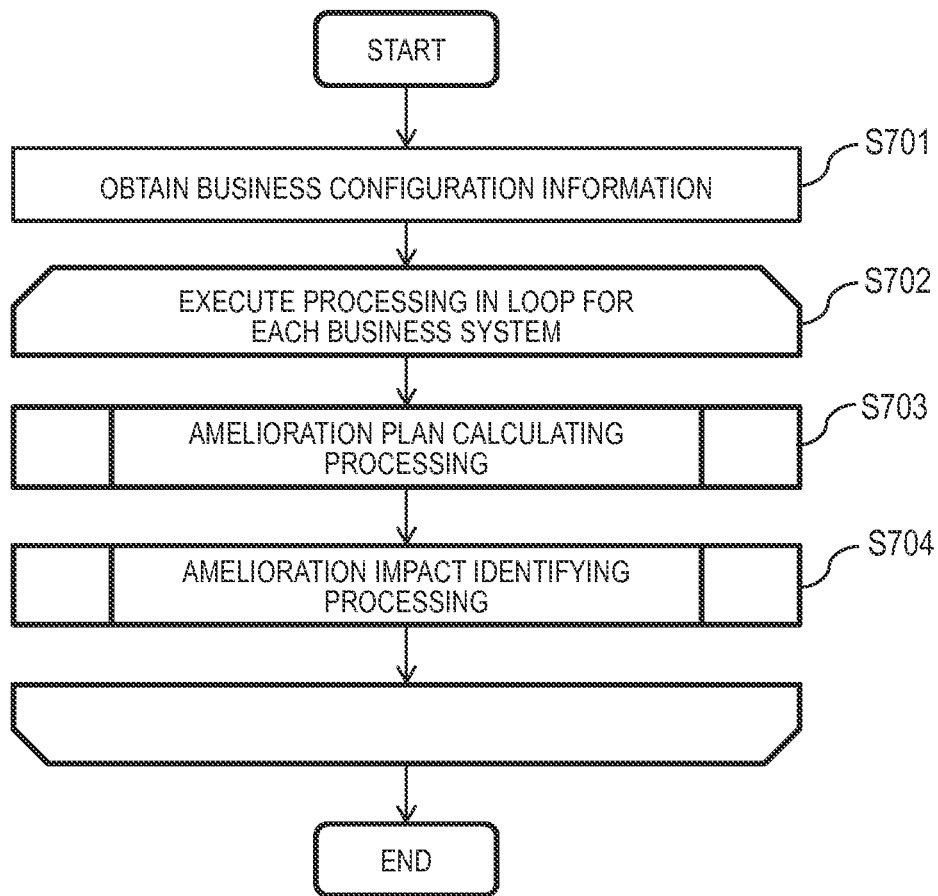 START
S701
OBTAIN BUSINESS CONFIGURATION INFORMATION
S702
EXECUTE PROCESSING IN LOOP FOR
EACH BUSINESS SYSTEM
S703
AMELIORATION PLAN CALCULATING
PROCESSING
S704
AMELIORATION IMPACT IDENTIFYING
PROCESSING
END